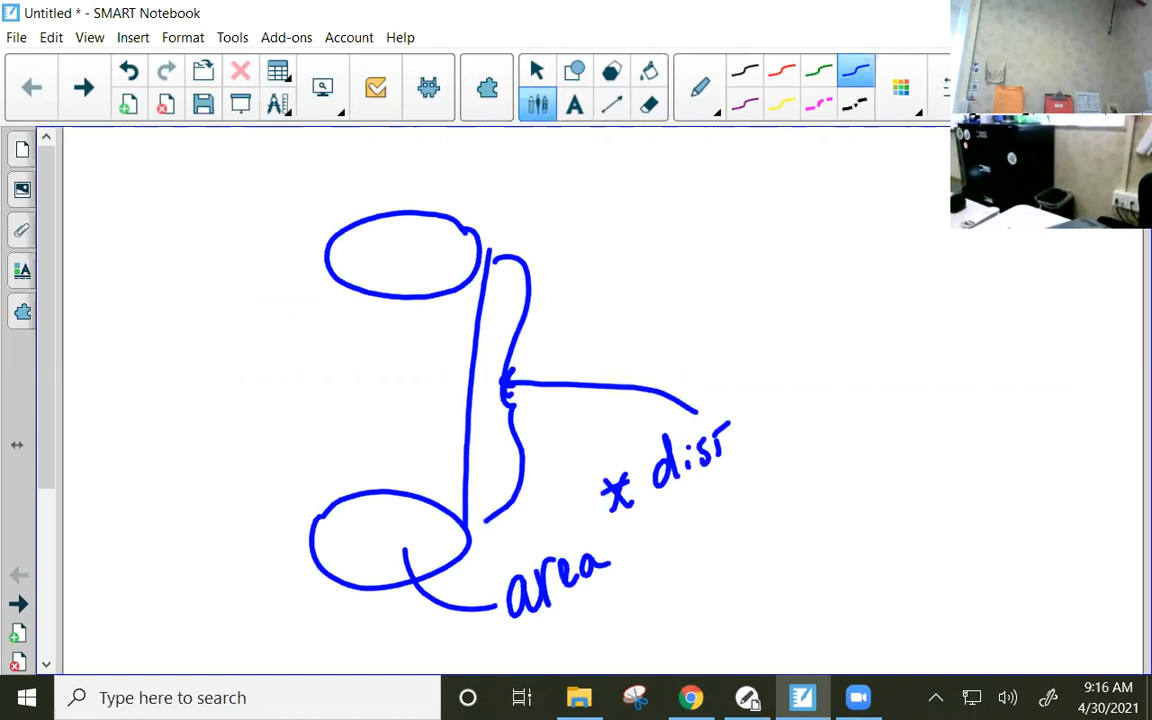 Untitled * - SMART Notebook
File Edit View Insert Format Tools Add-ons Account Help
* dist
area
Type here to search
9:16 AM
4/30/2021